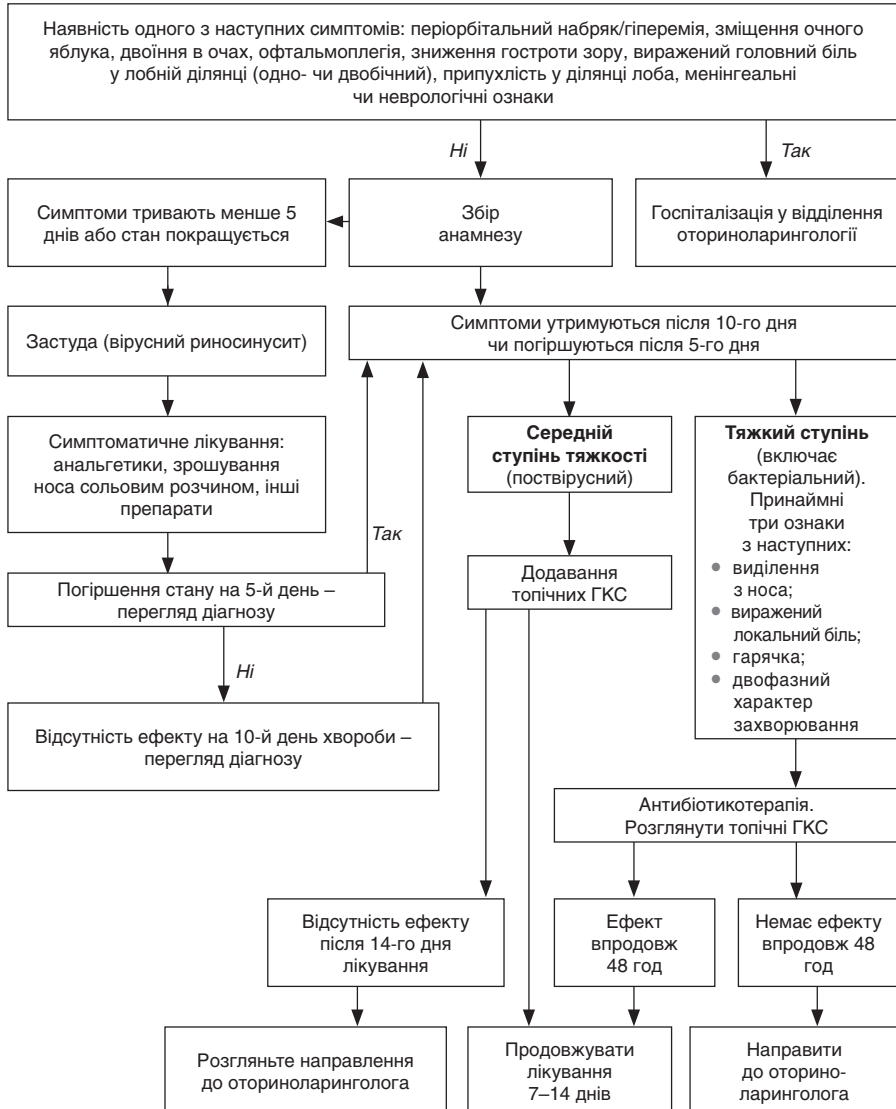 Наявність одного з наступних симптомів: періорбітальний набряк/гіперемія, зміщення очного
яблука, двоїння в очах, офтальмоплегія, зниження гостроти зору, виражений головний біль
у лобній ділянці (одно- чи двобічний), припухлість у ділянці лоба, менінгеальні
чи неврологічні ознаки
Ні
Так
Симптоми тривають менше 5
днів або стан покращується
Збір
анамнезу
Госпіталізація у відділення
оториноларингології
Застуда (вірусний риносинусит)
Симптоми утримуються після 10-го дня
чи погіршуються після 5-го дня
Симптоматичне лікування:
анальгетики, зрошування
носа сольовим розчином, інші
препарати
Так
Середній
ступінь тяжкості
(поствірусний)
Тяжкий ступінь
(включає
бактеріальний).
Принаймні
три ознаки
з наступних:
• виділення
з носа;
• виражений
локальний біль;
• гарячка;
• двофазний
характер
захворювання
Погіршення стану на 5-й день –
перегляд діагнозу
Додавання
топічних ГКС
Ні
Відсутність ефекту на 10-й день хвороби –
перегляд діагнозу
Антибіотикотерапія.
Розглянути топічні ГКС
Відсутність ефекту
після 14-го дня
лікування
Ефект
впродовж
48 год
Немає ефекту
впродовж 48
год
Розгляньте направлення
до оториноларинголога
Продовжувати
лікування
7–14 днів
Направити
до оторино-
ларинголога